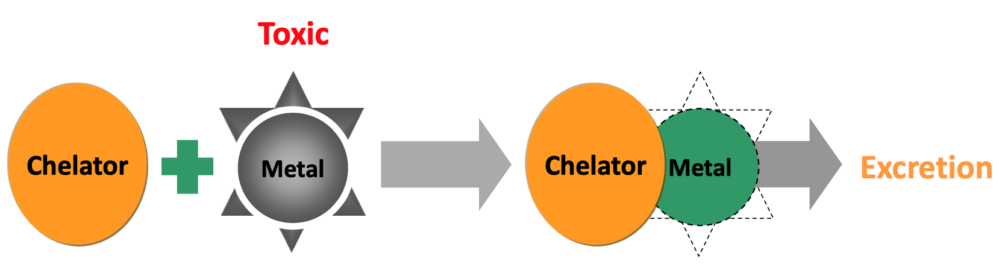 Toxic
Chelator
Metal
Chelator
Metal
Excretion